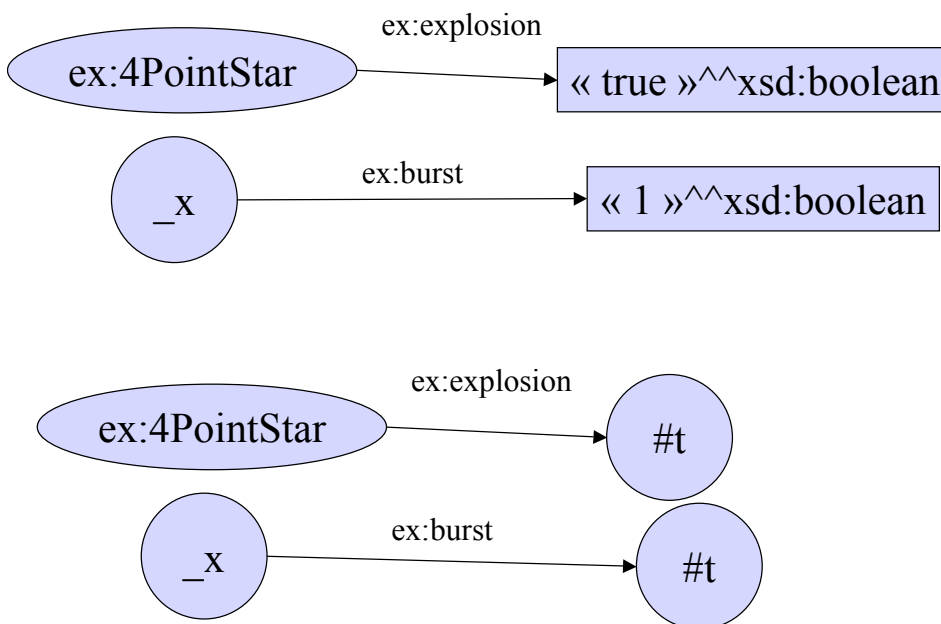 ex:explosion
ex:4PointStar
« true »^^xsd:boolean
ex:burst
_x
« 1 »^^xsd:boolean
ex:explosion
ex:4PointStar
#t
ex:burst
_x
#t